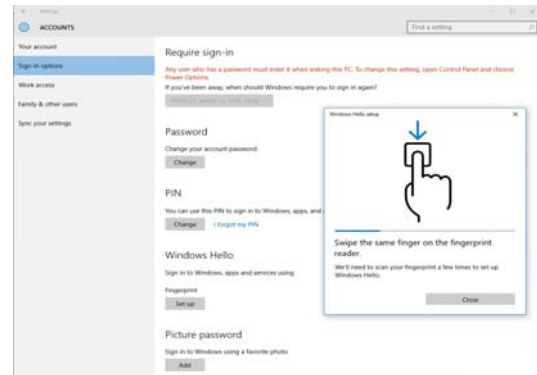 Settings
ACCOUNTS
Find a setting
Your account
Sign-in options
Work access
Family & other users
Sync your settings
Require sign-in
Any user who has a password must enter it when waking this PC. To change this setting, open Control Panel and choose
Power Options.
If you've been away, when should Windows require you to sign in again?
When PC wakes up from sleep
Password
Change your account password
Change
PIN
You can use this PIN to sign in to Windows, apps, and
Change
I forgot my PIN
Windows Hello
Sign in to Windows, apps and services using
Fingerprint
Set up
Picture password
Sign in to Windows using a favorite photo
Add
Windows Hello setup
Swipe the same finger on the fingerprint
reader.
We'll need to scan your fingerprint a few times to set up
Windows Hello.
Close